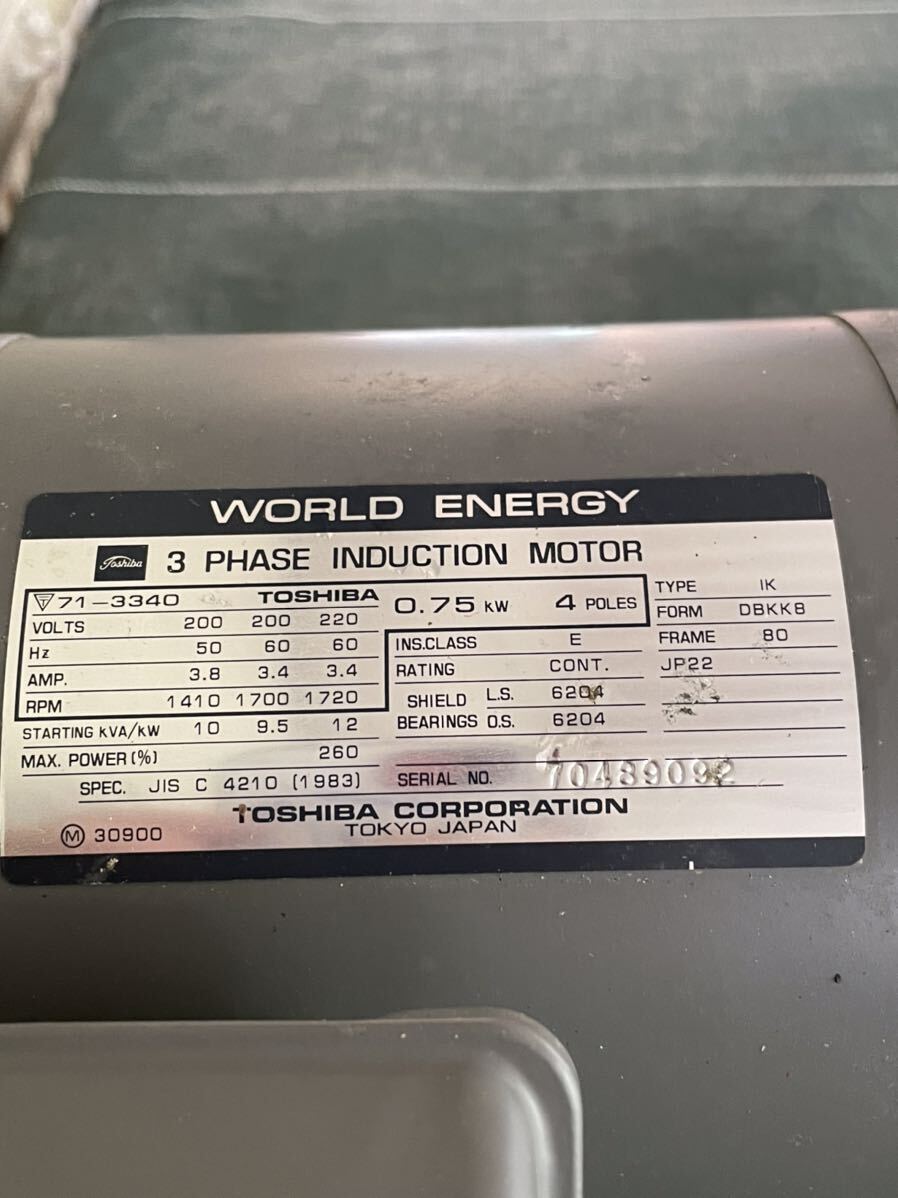 WORLD ENERGY
Toshiba 3 PHASE INDUCTION MOTOR
71-3340 TOSHIBA
VOLTS 200 200 220
Hz 50 60 60
AMP. 3.8 3.4 3.4
RPM 1410 1700 1720
STARTING KVA/KW 10 9.5 12
MAX. POWER (%) 260
SPEC. JIS C 4210 (1983)
0.75 KW 4 POLES
INS.CLASS E
RATING CONT.
SHIELD BEARINGS
L.S. 6204
O.S. 6204
TYPE IK
FORM DBKK8
FRAME 80
JP22
SERIAL NO. 70489092
TOSHIBA CORPORATION
TOKYO JAPAN
M 30900